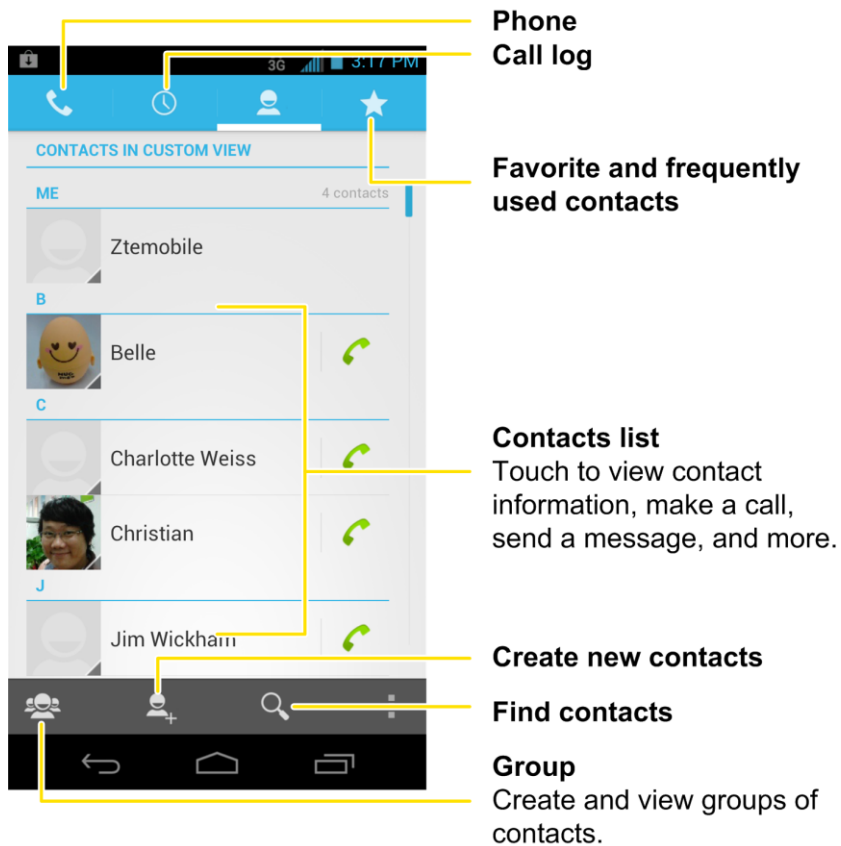 Phone
Call log
3G 3:17 PM
CONTACTS IN CUSTOM VIEW
Favorite and frequently
used contacts
ME 4 contacts
Ztemobile
B
Belle
C
Charlotte Weiss
Contacts list
Touch to view contact
information, make a call,
send a message, and more.
Christian
J
Jim Wickham
Create new contacts
Find contacts
Group
Create and view groups of
contacts.